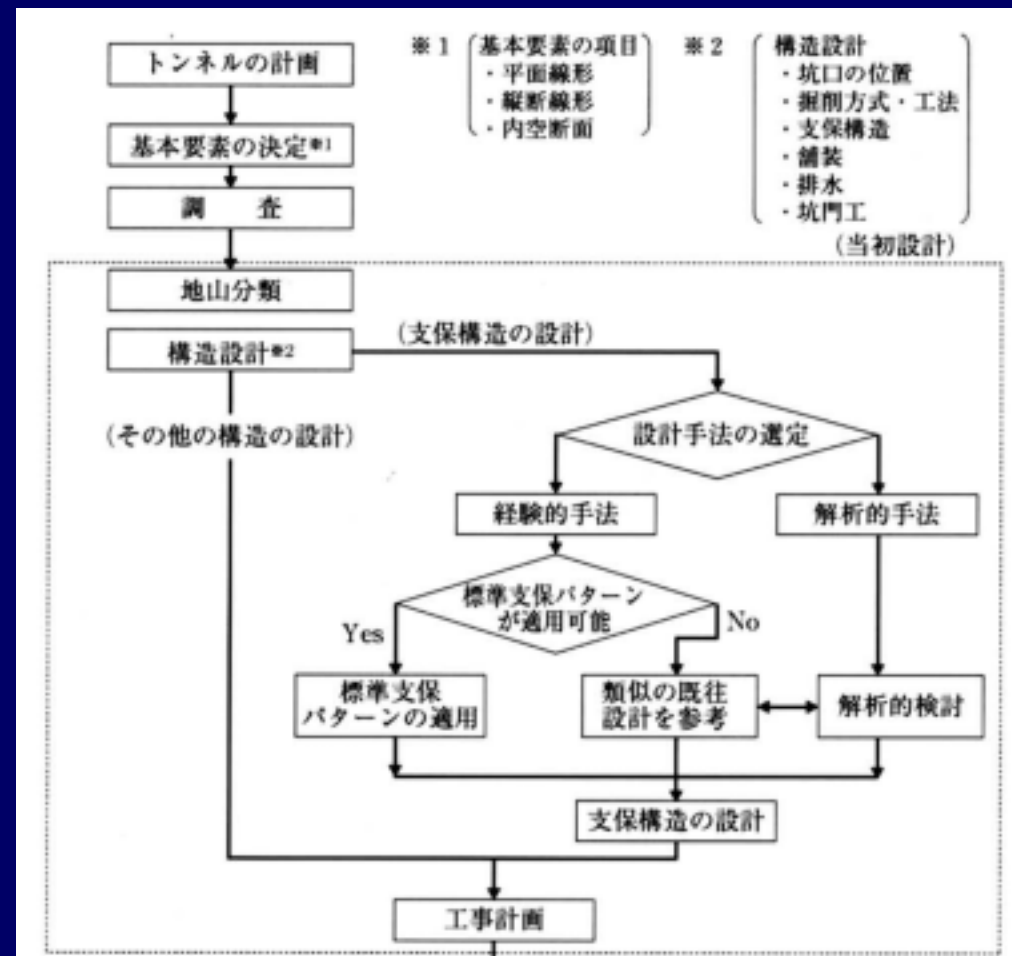 トンネルの計画
※1
基本要素の項目
・平面線形
・縦断線形
・内空断面
※2
構造設計
・坑口の位置
・掘削方式・工法
・支保構造
・舗装
・排水
・坑門工
基本要素の決定※1
調 査
(当初設計)
地山分類
構造設計※2
(支保構造の設計)
(その他の構造の設計)
設計手法の選定
経験的手法
解析的手法
標準支保パターン
が適用可能
Yes
No
標準支保
パターンの適用
類似の既往
設計を参考
解析的検討
支保構造の設計
工事計画